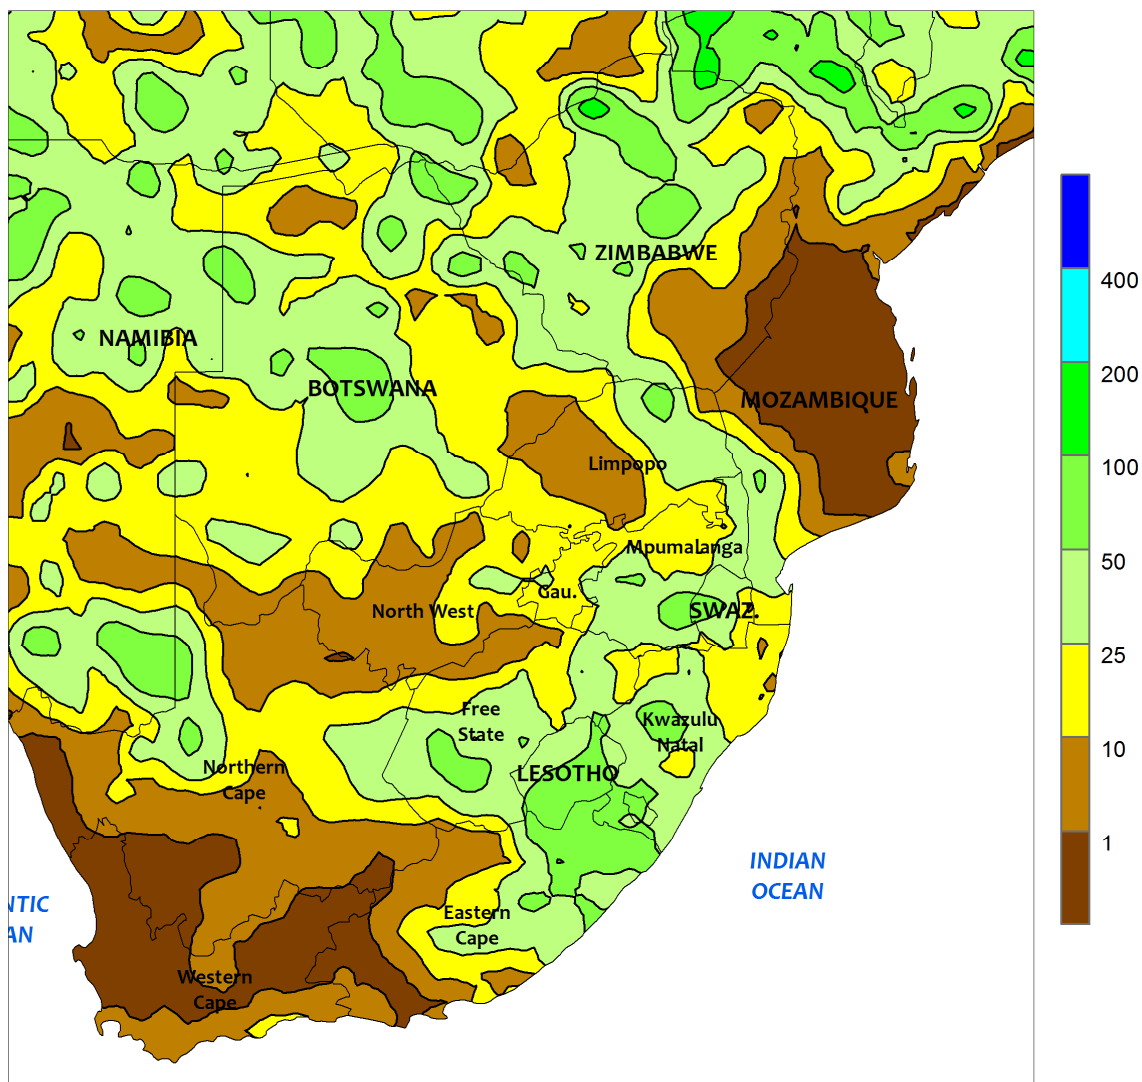 ZIMBABWE
400
NAMIBIA
200
BOTSWANA
MOZAMBIQUE
Limpopo
100
Mpumalanga
50
Gau.
North West
SWAZ.
25
Free
State
Kwazulu
Natal
10
Northern
Cape
LESOTHO
1
INDIAN
OCEAN
NTIC
AN
Eastern
Cape
Western
Cape